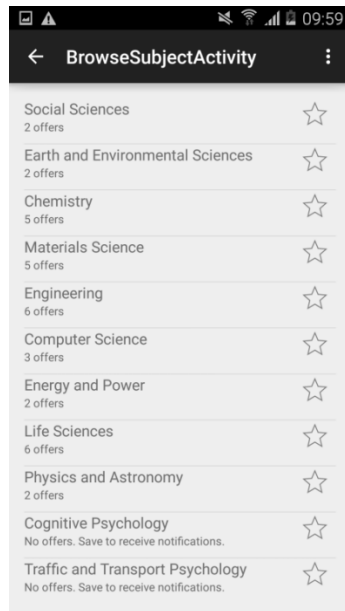 09:59
BrowseSubjectActivity
Social Sciences
2 offers
Earth and Environmental Sciences
2 offers
Chemistry
5 offers
Materials Science
5 offers
Engineering
6 offers
Computer Science
3 offers
Energy and Power
2 offers
Life Sciences
6 offers
Physics and Astronomy
2 offers
Cognitive Psychology
No offers. Save to receive notifications.
Traffic and Transport Psychology
No offers. Save to receive notifications.